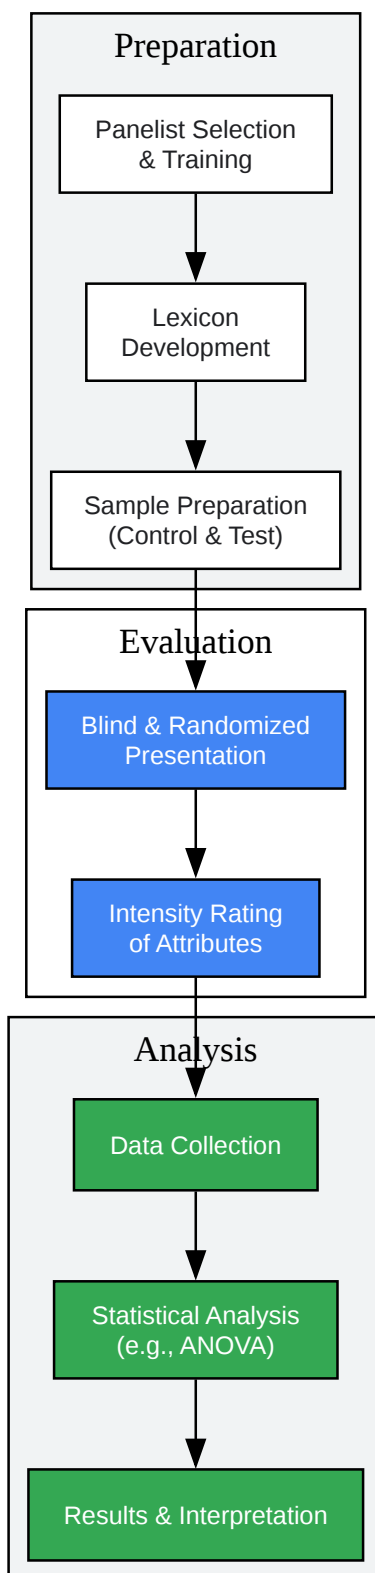 Preparation
Panelist Selection
& Training
Lexicon
Development
Sample Preparation
(Control & Test)
Evaluation
Blind & Randomized
Presentation
Intensity Rating
of Attributes
Analysis
Data Collection
Statistical Analysis
(e.g., ANOVA)
Results & Interpretation